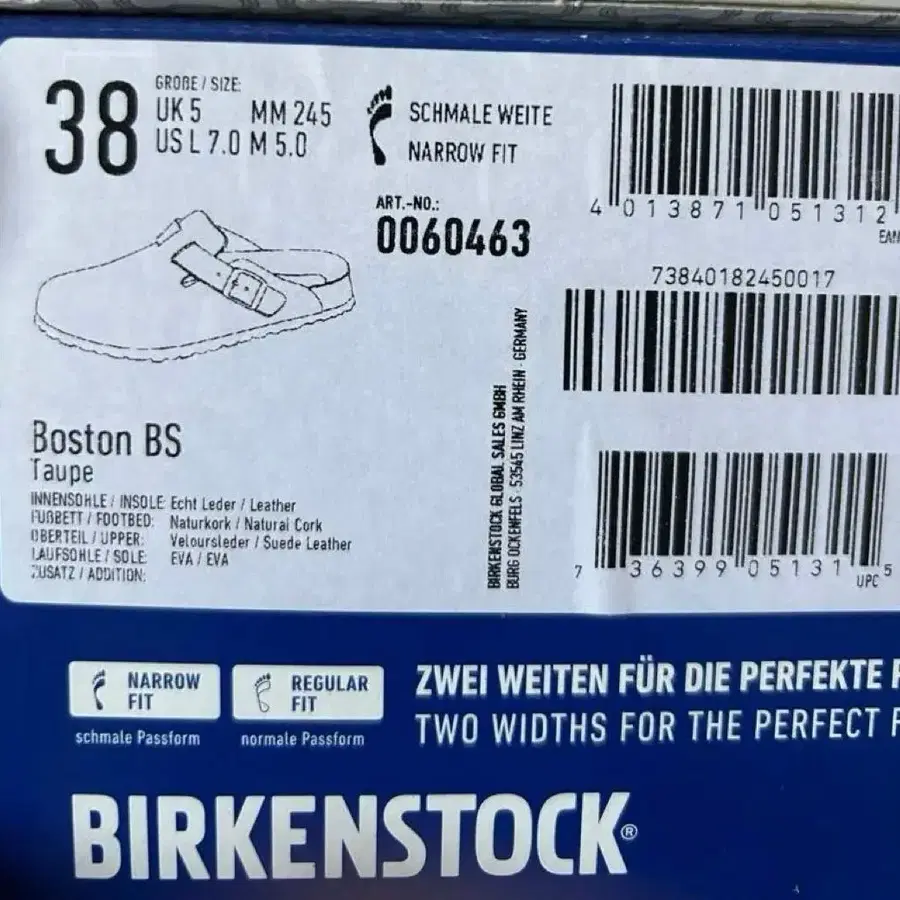 38
GRÖBE / SIZE:
UK 5 MM 245
US L 7.0 M 5.0
SCHMALE WEITE
NARROW FIT
ART.-NO.:
0060463
4 013871 051312
EAN
73840182450017
BIRKENSTOCK GLOBAL SALES GMBH
BURG OCKENFELS · 53545 LINZ AM RHEIN · GERMANY
7 36399 05131 5
UPC
Boston BS
Taupe
INNENSOHLE / INSOLE: Echt Leder / Leather
FUßBETT / FOOTBED: Naturkork / Natural Cork
OBERTEIL / UPPER: Veloursleder / Suede Leather
LAUFSOHLE / SOLE: EVA / EVA
ZUSATZ / ADDITION:
NARROW
FIT
schmale Passform
REGULAR
FIT
normale Passform
ZWEI WEITEN FÜR DIE PERFEKTE
TWO WIDTHS FOR THE PERFECT
BIRKENSTOCK®